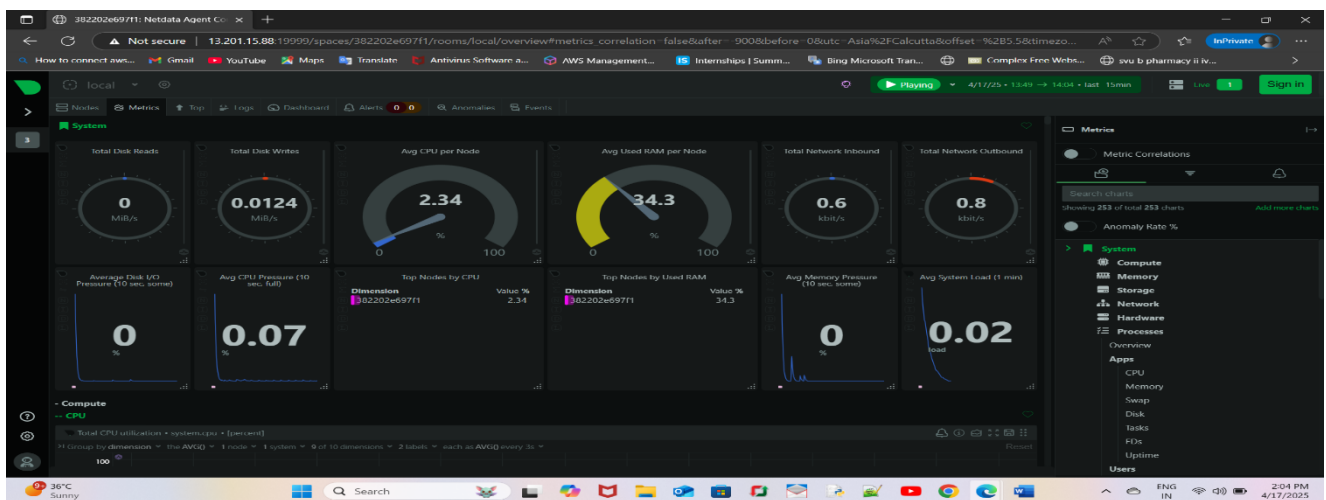 382202e697f1: Netdata Agent Co
Not secure 13.201.15.88:19999/spaces/382202e697f1/rooms/local/overview#metrics_correlation=false&after=-900&before=0&utc=Asia%2FCalcutta&offset=%2B5.5&timezo...
InPrivate
How to connect aws... Gmail YouTube Maps Translate Antivirus Software a... AWS Management... Internships | Summ... Bing Microsoft Tran... Complex Free Webs... svu b pharmacy ii iv...
local
Playing 4/17/25 • 13:49 → 14:04 • last 15min Live 1 Sign in
Nodes Metrics Top Logs Dashboard Alerts 0 0 Anomalies Events
3
System
Total Disk Reads
0
MiB/s
Total Disk Writes
0.0124
MiB/s
Avg CPU per Node
2.34
%
0 100
Avg Used RAM per Node
34.3
%
0 100
Total Network Inbound
0.6
kbit/s
Total Network Outbound
0.8
kbit/s
Average Disk I/O
Pressure (10 sec, some)
0
%
Avg CPU Pressure (10
sec, full)
0.07
%
Top Nodes by CPU
Dimension Value %
382202e697f1 2.34
Top Nodes by Used RAM
Dimension Value %
382202e697f1 34.3
Avg Memory Pressure
(10 sec, some)
0
%
Avg System Load (1 min)
0.02
load
- Compute
-- CPU
Total CPU utilization • system.cpu • [percent]
Group by dimension the AVG() 1 node 1 system 9 of 10 dimensions 2 labels each as AVG() every 3s Reset
100
Metrics
Metric Correlations
Search charts
Showing 253 of total 253 charts Add more charts
Anomaly Rate %
System
Compute
Memory
Storage
Network
Hardware
Processes
Overview
Apps
CPU
Memory
Swap
Disk
Tasks
FDs
Uptime
Users
9+
36°C
Sunny
Search
ENG
IN
2:04 PM
4/17/2025